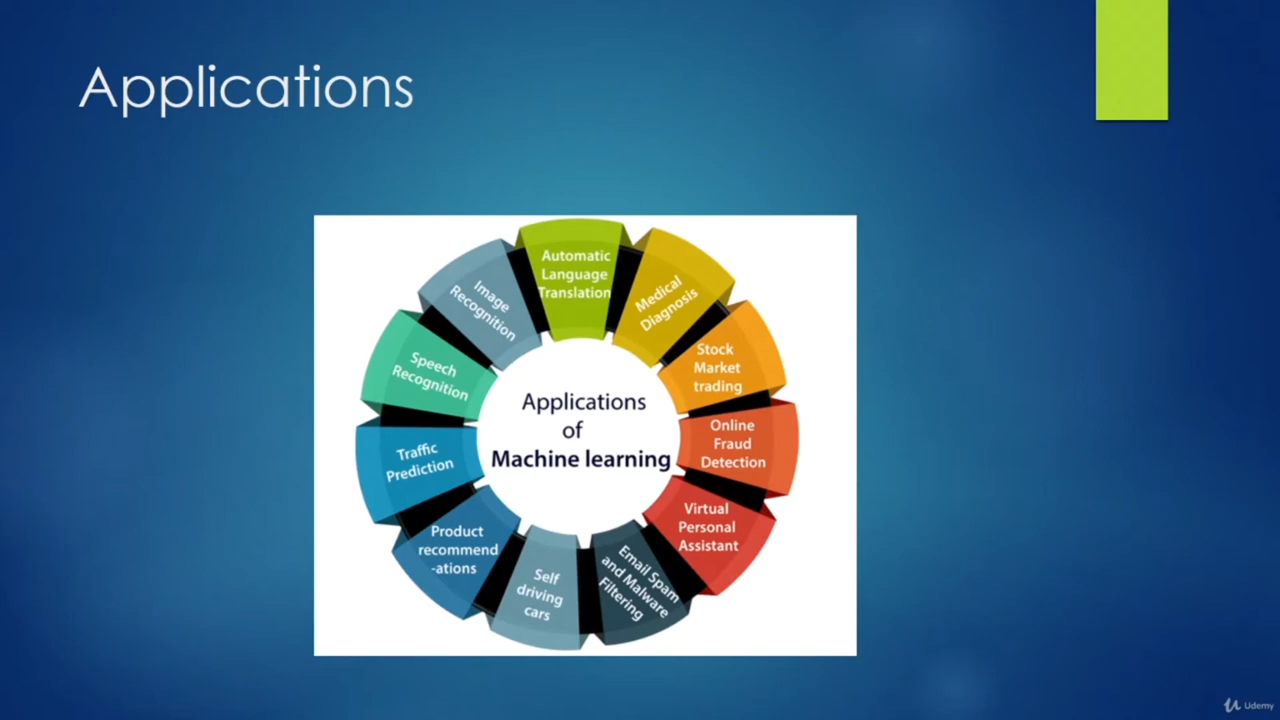 Applications
Automatic
Language
Translation
Medical
Diagnosis
Stock
Market
trading
Online
Fraud
Detection
Virtual
Personal
Assistant
Email Spam
and Malware
Filtering
Self
driving
cars
Product
recommend
-ations
Traffic
Prediction
Speech
Recognition
Image
Recognition
Applications
of
Machine learning
Udemy